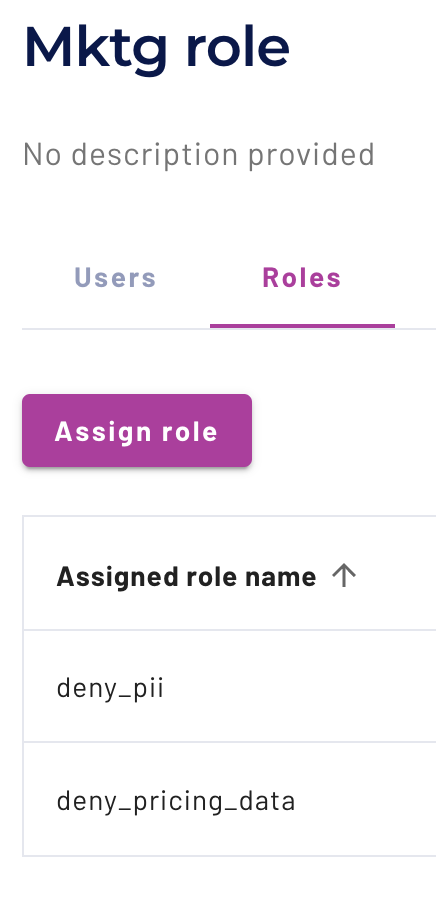 Mktg role
No description provided
Users Roles
Assign role
Assigned role name
deny_pii
deny_pricing_data